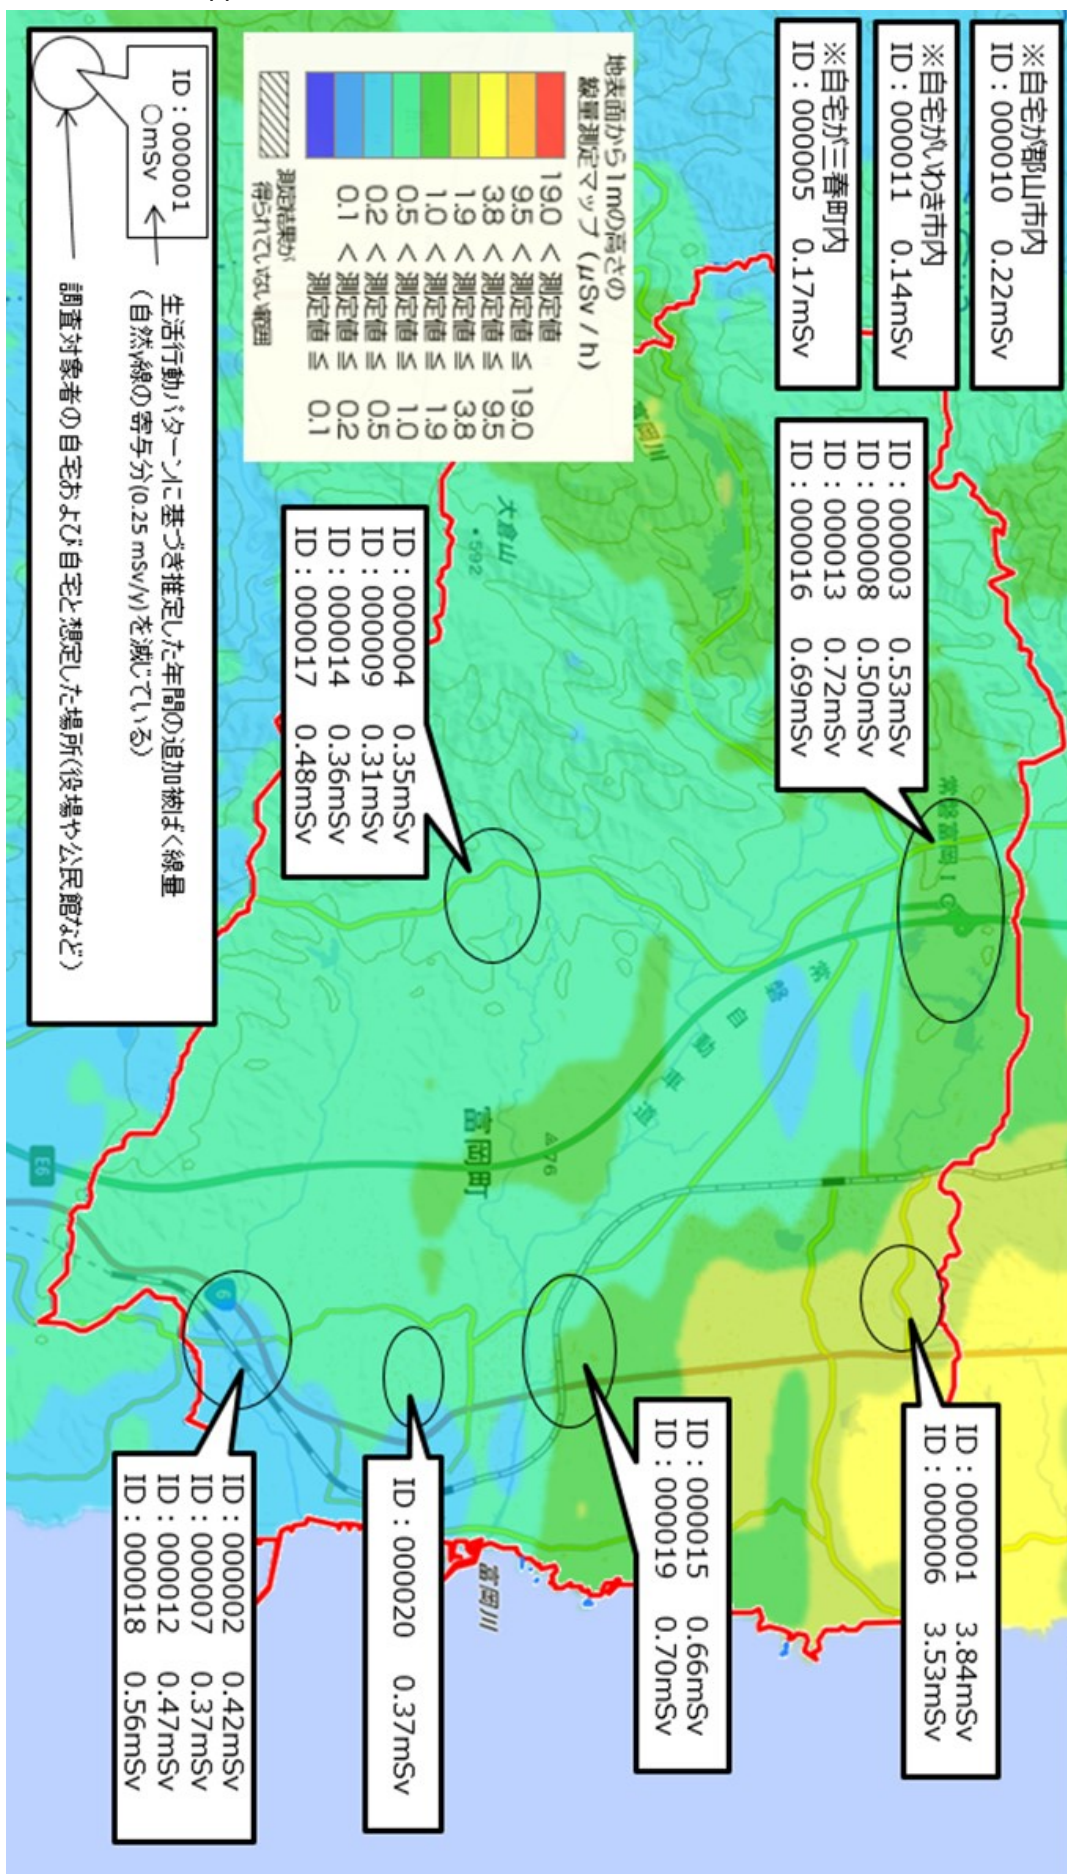 ※自宅が郡山市内
ID：000010　0.22mSv
※自宅がいわき市内
ID：000011　0.14mSv
※自宅が三春町内
ID：000005　0.17mSv
ID：000003　0.53mSv
ID：000008　0.50mSv
ID：000013　0.72mSv
ID：000016　0.69mSv
常磐富岡ＩＣ
ID：000001　3.84mSv
ID：000006　3.53mSv
地表面から1mの高さの
線量測定マップ（μSv / h）
19.0 < 測定値
9.5 < 測定値 ≦ 19.0
3.8 < 測定値 ≦ 9.5
1.9 < 測定値 ≦ 3.8
1.0 < 測定値 ≦ 1.9
0.5 < 測定値 ≦ 1.0
0.2 < 測定値 ≦ 0.5
0.1 < 測定値 ≦ 0.2
測定値 ≦ 0.1
測定結果が
得られていない範囲
富岡川
大倉山
・592
常磐自動車道
△76
富岡町
ID：000004　0.35mSv
ID：000009　0.31mSv
ID：000014　0.36mSv
ID：000017　0.48mSv
ID：000015　0.66mSv
ID：000019　0.70mSv
富岡川
ID：000020　0.37mSv
6
ID：000002　0.42mSv
ID：000007　0.37mSv
ID：000012　0.47mSv
ID：000018　0.56mSv
E6
ID：000001
○mSv
生活行動パターンに基づき推定した年間の追加被ばく線量
（自然γ線の寄与分(0.25 mSv/y)を減じている）
調査対象者の自宅および自宅と想定した場所（役場や公民館など）